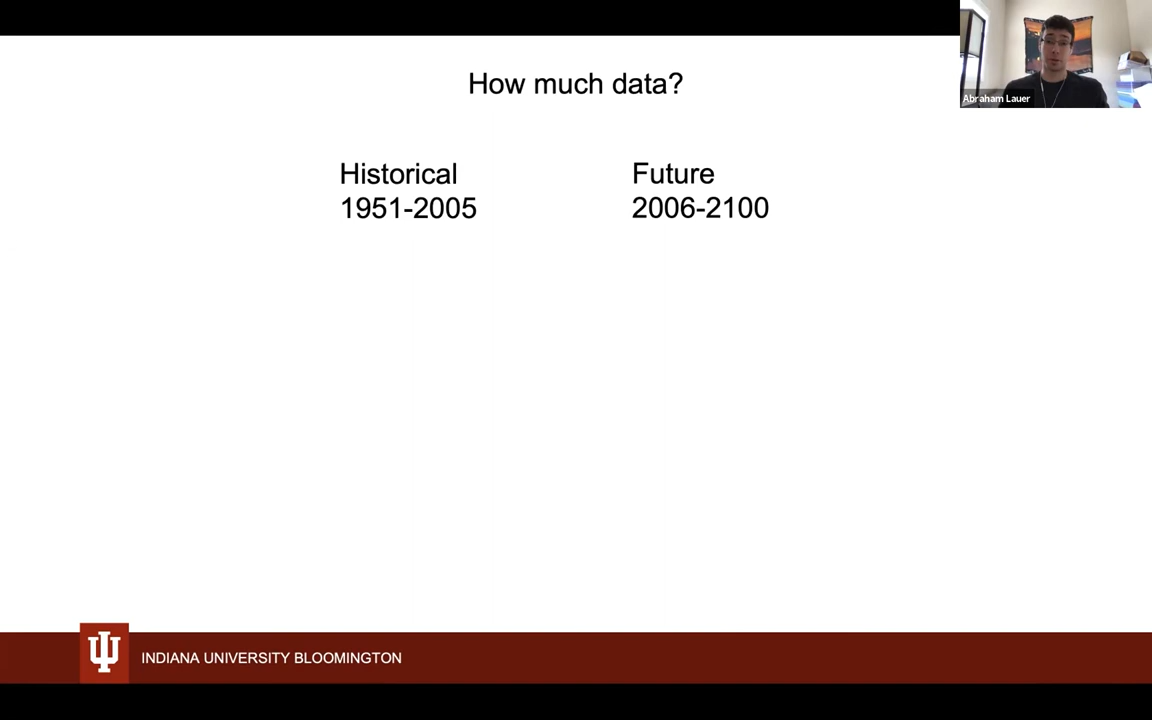 How much data?
Abraham Lauer
Historical
1951-2005
Future
2006-2100
INDIANA UNIVERSITY BLOOMINGTON